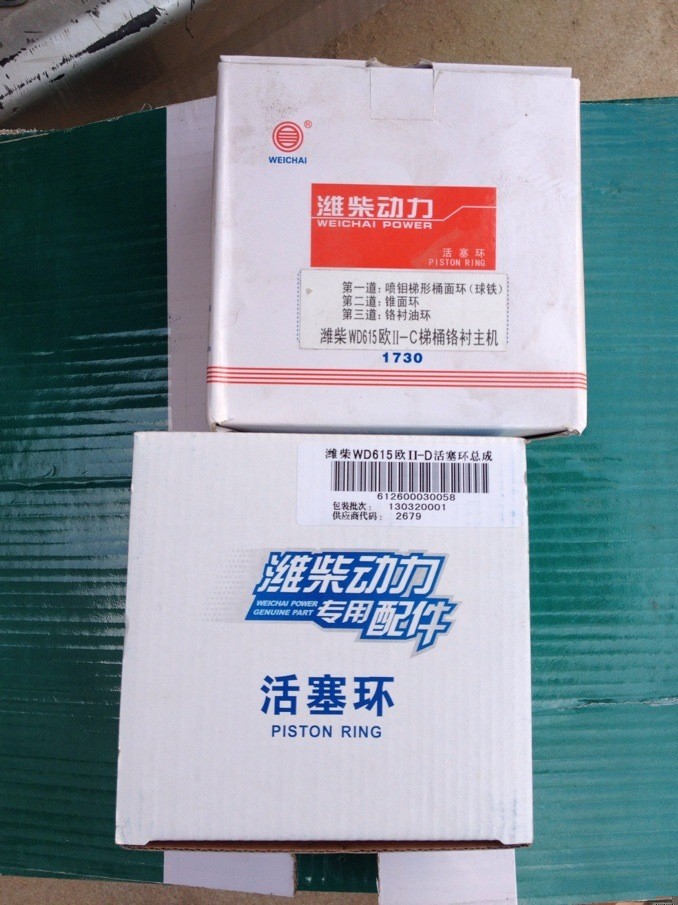 ®
WEICHAI
潍柴动力
WEICHAI POWER
活塞环
PISTON RING
第一道：喷钼梯形桶面环（球铁）
第二道：锥面环
第三道：铬衬油环
潍柴WD615欧II-C梯桶铬衬主机
1730
潍柴WD615欧II-D活塞环总成
612600030058
包装批次： 130320001
供应商代码： 2679
潍柴动力
WEICHAI POWER
GENUINE PART
专用配件
活塞环
PISTON RING